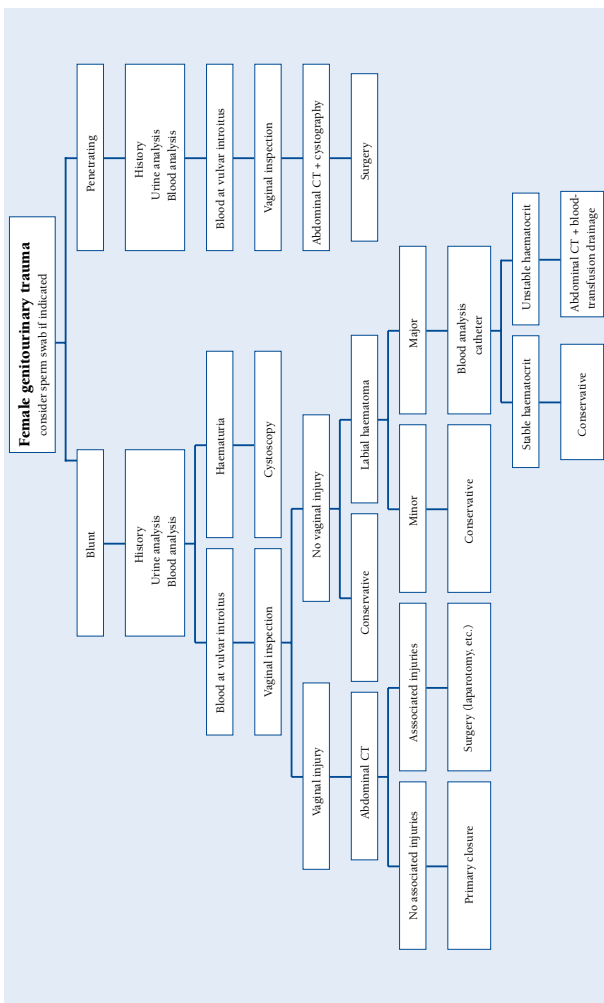 Female genitourinary trauma
consider sperm swab if indicated
Blunt
Penetrating
History
Urine analysis
Blood analysis
History
Urine analysis
Blood analysis
Blood at vulvar introitus
Haematuria
Blood at vulvar introitus
Vaginal inspection
Cystoscopy
Vaginal inspection
Vaginal injury
No vaginal injury
Abdominal CT + cystography
Abdominal CT
Conservative
Labial haematoma
Surgery
No associated injuries
Asssociated injuries
Minor
Major
Primary closure
Surgery (laparotomy, etc.)
Conservative
Blood analysis
catheter
Stable haematocrit
Unstable haematocrit
Conservative
Abdominal CT + blood-
transfusion drainage